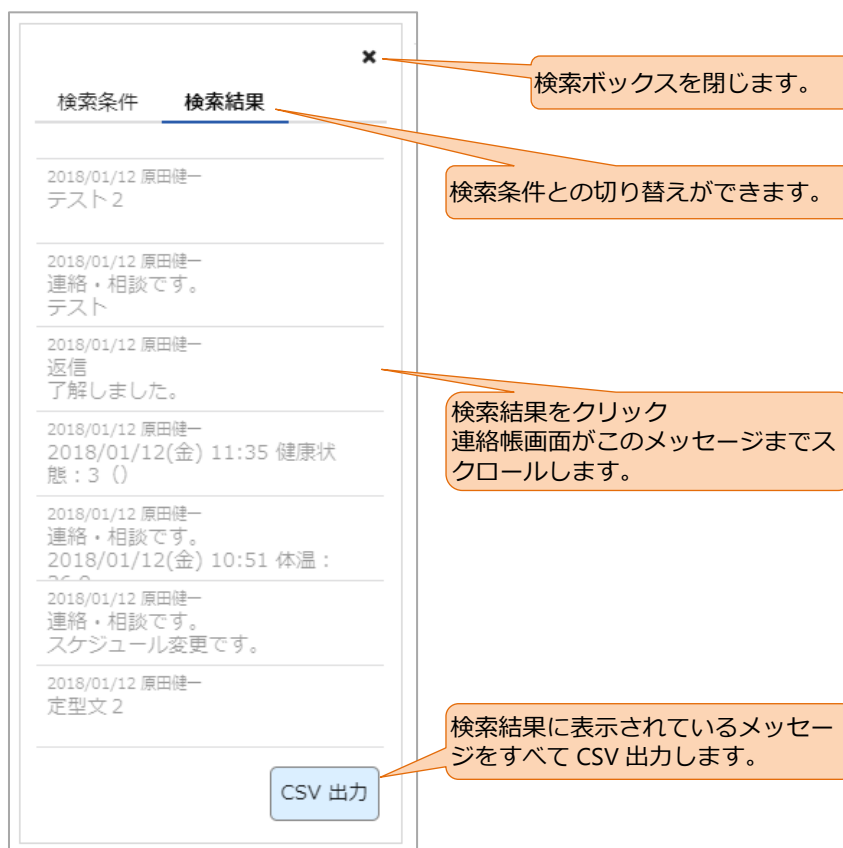 ✖
検索ボックスを閉じます。
検索条件 検索結果
検索条件との切り替えができます。
2018/01/12 原田健一
テスト２
2018/01/12 原田健一
連絡・相談です。
テスト
2018/01/12 原田健一
返信
了解しました。
検索結果をクリック
連絡帳画面がこのメッセージまでス
クロールします。
2018/01/12 原田健一
2018/01/12(金) 11:35 健康状
態：3（）
2018/01/12 原田健一
連絡・相談です。
2018/01/12(金) 10:51 体温：
2018/01/12 原田健一
連絡・相談です。
スケジュール変更です。
2018/01/12 原田健一
定型文２
検索結果に表示されているメッセー
ジをすべて CSV 出力します。
CSV 出力